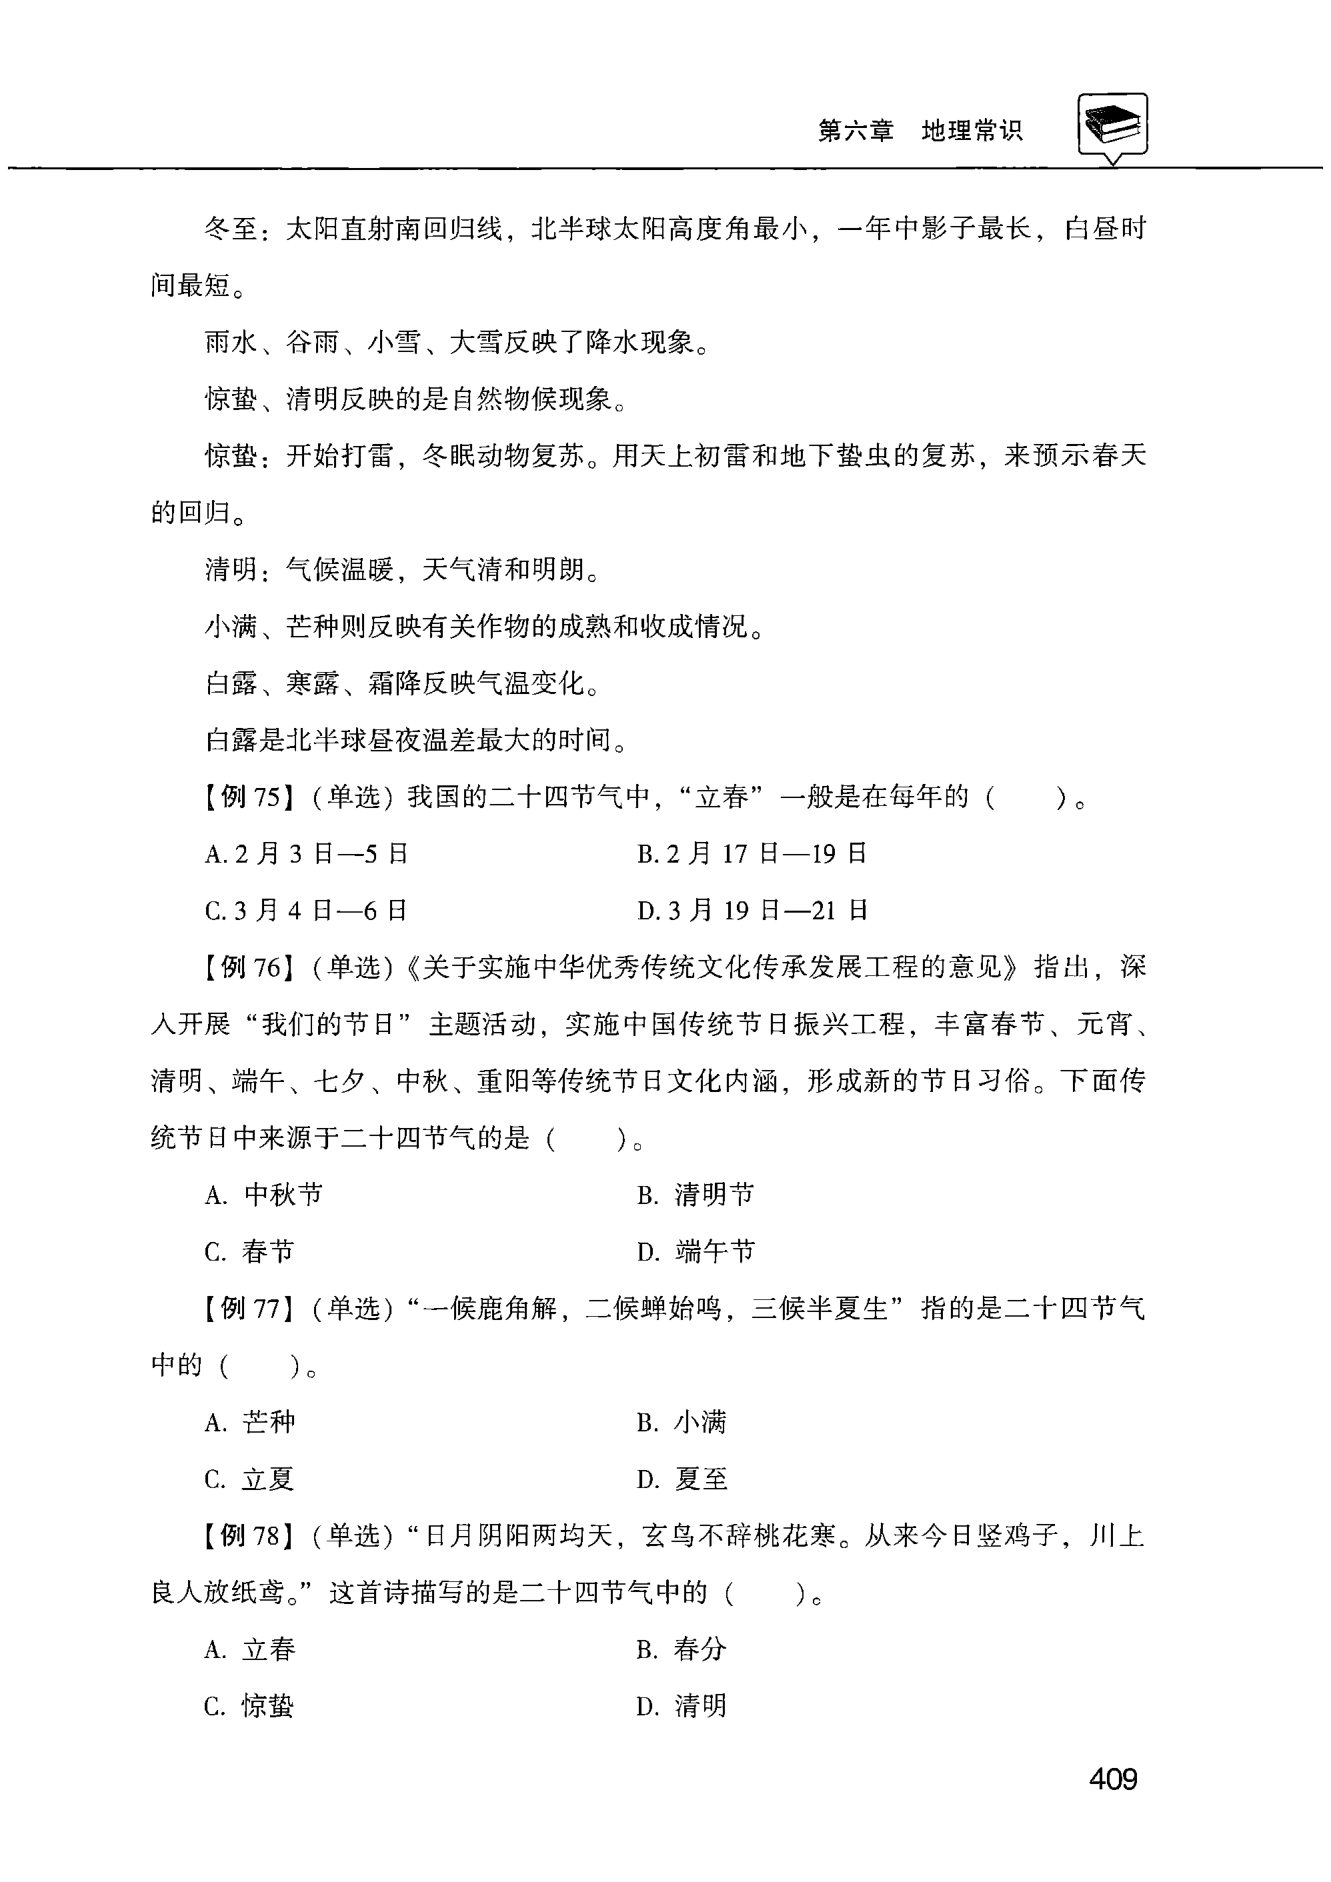 第六章 地理常识
冬至：太阳直射南回归线，北半球太阳高度角最小，一年中影子最长，白昼时
间最短。
雨水、谷雨、小雪、大雪反映了降水现象。
惊蛰、清明反映的是自然物候现象。
惊蛰：开始打雷，冬眠动物复苏。用天上初雷和地下蛰虫的复苏，来预示春天
的回归。
清明：气候温暖，天气清和明朗。
小满、芒种则反映有关作物的成熟和收成情况。
白露、寒露、霜降反映气温变化。
白露是北半球昼夜温差最大的时间。
【例 75】(单选) 我国的二十四节气中，“立春” 一般是在每年的 (　　)。
A. 2 月 3 日—5 日　　B. 2 月 17 日—19 日
C. 3 月 4 日—6 日　　D. 3 月 19 日—21 日
【例 76】(单选)《关于实施中华优秀传统文化传承发展工程的意见》指出，深
入开展 “我们的节日” 主题活动，实施中国传统节日振兴工程，丰富春节、元宵、
清明、端午、七夕、中秋、重阳等传统节日文化内涵，形成新的节日习俗。下面传
统节日中来源于二十四节气的是 (　　)。
A. 中秋节　　B. 清明节
C. 春节　　D. 端午节
【例 77】(单选) “一候鹿角解，二候蝉始鸣，三候半夏生” 指的是二十四节气
中的 (　　)。
A. 芒种　　B. 小满
C. 立夏　　D. 夏至
【例 78】(单选) “日月阴阳两均天，玄鸟不辞桃花寒。从来今日竖鸡子，川上
良人放纸鸢。” 这首诗描写的是二十四节气中的 (　　)。
A. 立春　　B. 春分
C. 惊蛰　　D. 清明
409